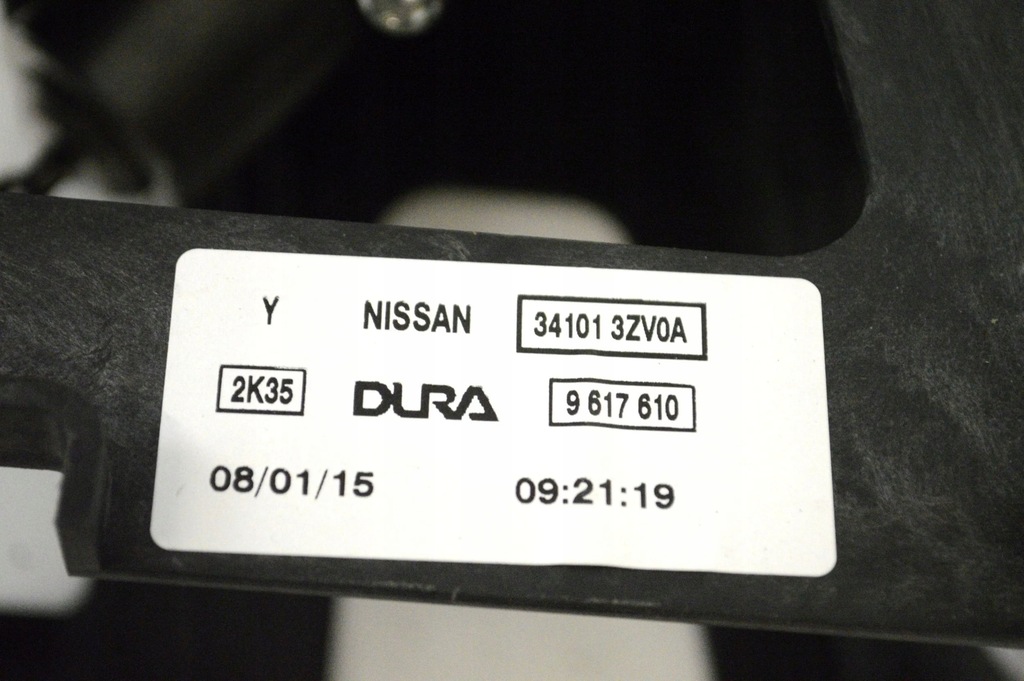 Y NISSAN 34101 3ZV0A
2K35 DURA 9 617 610
08/01/15 09:21:19